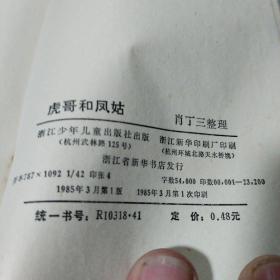 虎哥和凤姑
肖丁三整理
浙江少年儿童出版社出版
(杭州武林路125号)
浙江新华印刷厂印刷
(杭州环城北路天水桥堍)
浙江省新华书店发行
开本787×1092 1/42 印张4
字数54,000 印数00,001-23,200
1985年3月第1版
1985年3月第1次印刷
统一书号：R10318·41
定 价：0.48元